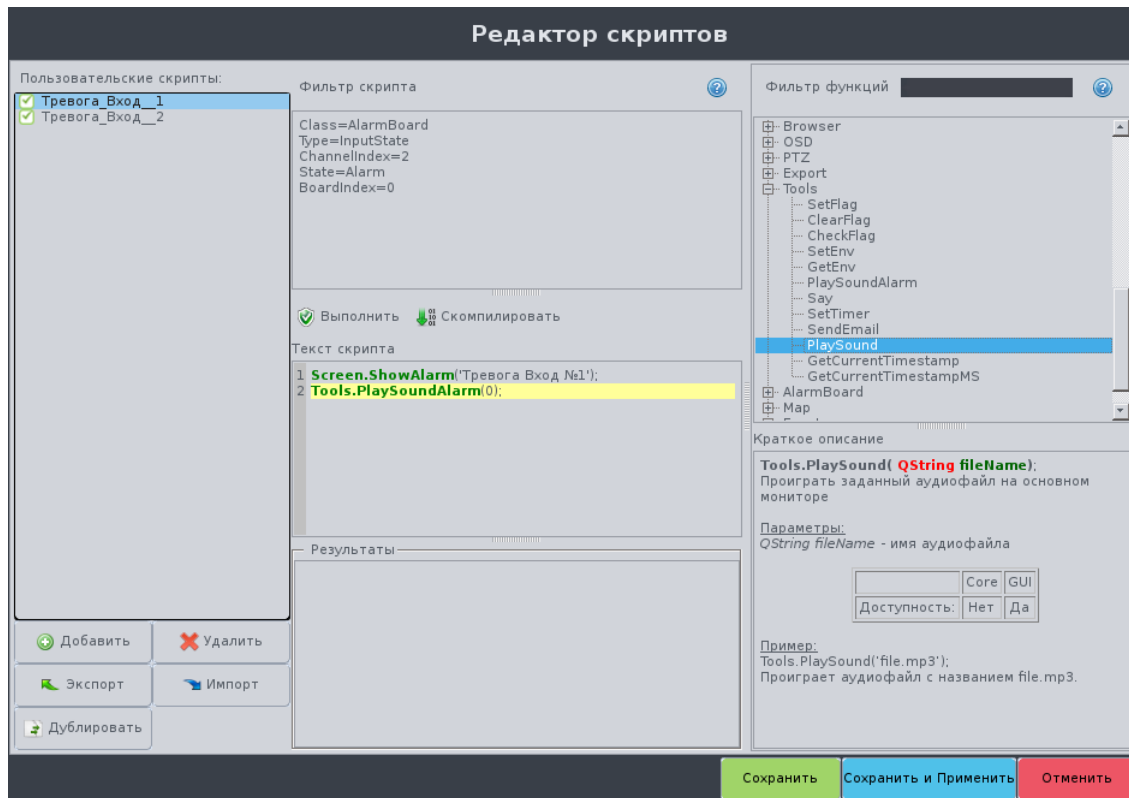 Редактор скриптов
Пользовательские скрипты:
Тревога_Вход__1
Тревога_Вход__2
Добавить
Удалить
Экспорт
Импорт
Дублировать
Фильтр скрипта
Class=AlarmBoard
Type=InputState
ChannelIndex=2
State=Alarm
BoardIndex=0
Выполнить
Скомпилировать
Текст скрипта
1 Screen.ShowAlarm('Тревога Вход №1');
2 Tools.PlaySoundAlarm(0);
Результаты
Фильтр функций
Browser
OSD
PTZ
Export
Tools
SetFlag
ClearFlag
CheckFlag
SetEnv
GetEnv
PlaySoundAlarm
Say
SetTimer
SendEmail
PlaySound
GetCurrentTimestamp
GetCurrentTimestampMS
AlarmBoard
Map
Краткое описание
Tools.PlaySound( QString fileName);
Проиграть заданный аудиофайл на основном
мониторе
Параметры:
QString fileName - имя аудиофайла
Core GUI
Доступность: Нет Да
Пример:
Tools.PlaySound('file.mp3');
Проиграет аудиофайл с названием file.mp3.
Сохранить
Сохранить и Применить
Отменить